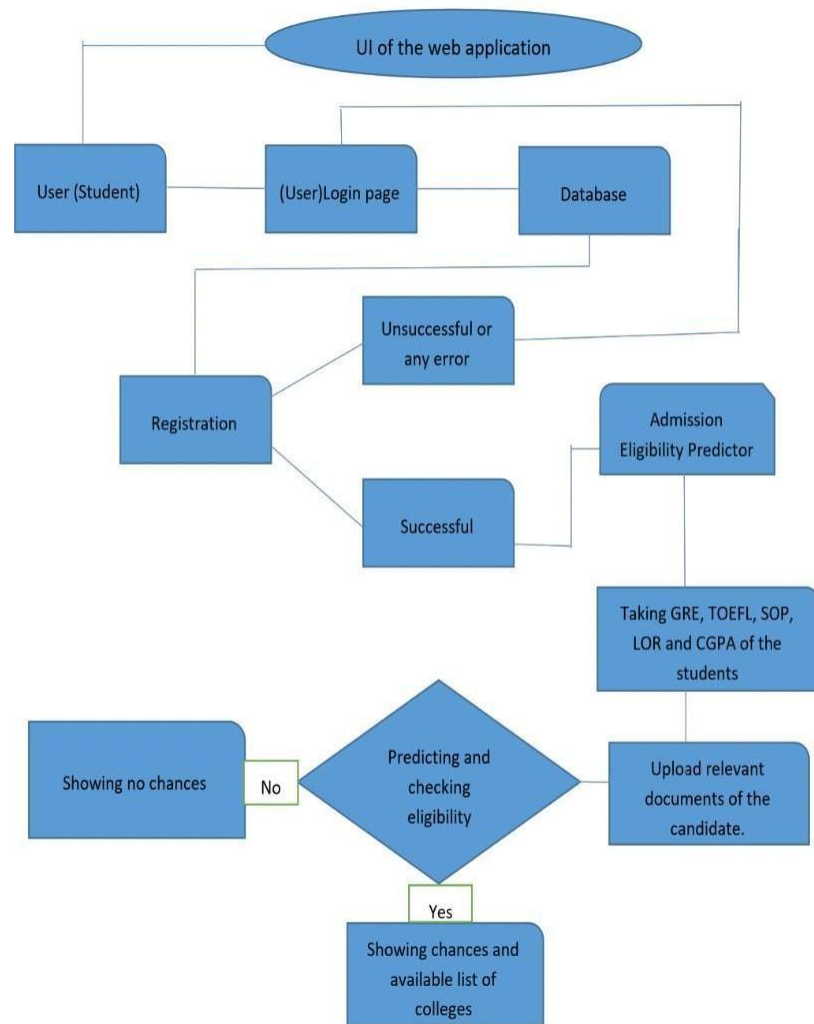 UI of the web application
User (Student)
(User)Login page
Database
Unsuccessful or
any error
Registration
Admission
Eligibility Predictor
Successful
Taking GRE, TOEFL, SOP,
LOR and CGPA of the
students
Predicting and
checking
eligibility
Upload relevant
documents of the
candidate.
No
Showing no chances
Yes
Showing chances and
available list of
colleges